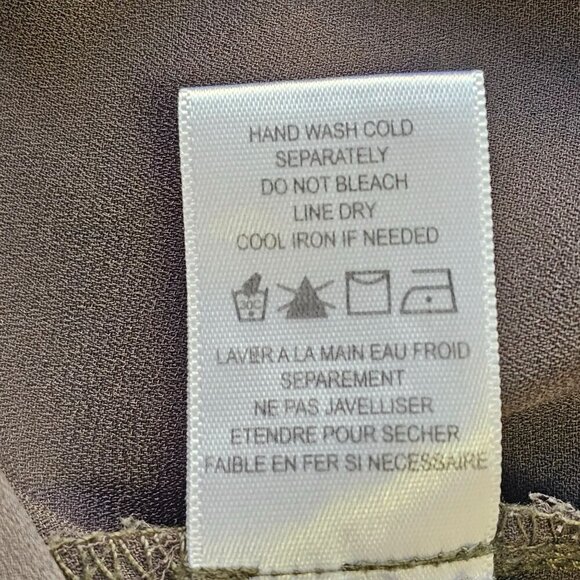 HAND WASH COLD
SEPARATELY
DO NOT BLEACH
LINE DRY
COOL IRON IF NEEDED
30C
LAVER A LA MAIN EAU FROID
SEPAREMENT
NE PAS JAVELLISER
ETENDRE POUR SECHER
FAIBLE EN FER SI NECESSAIRE